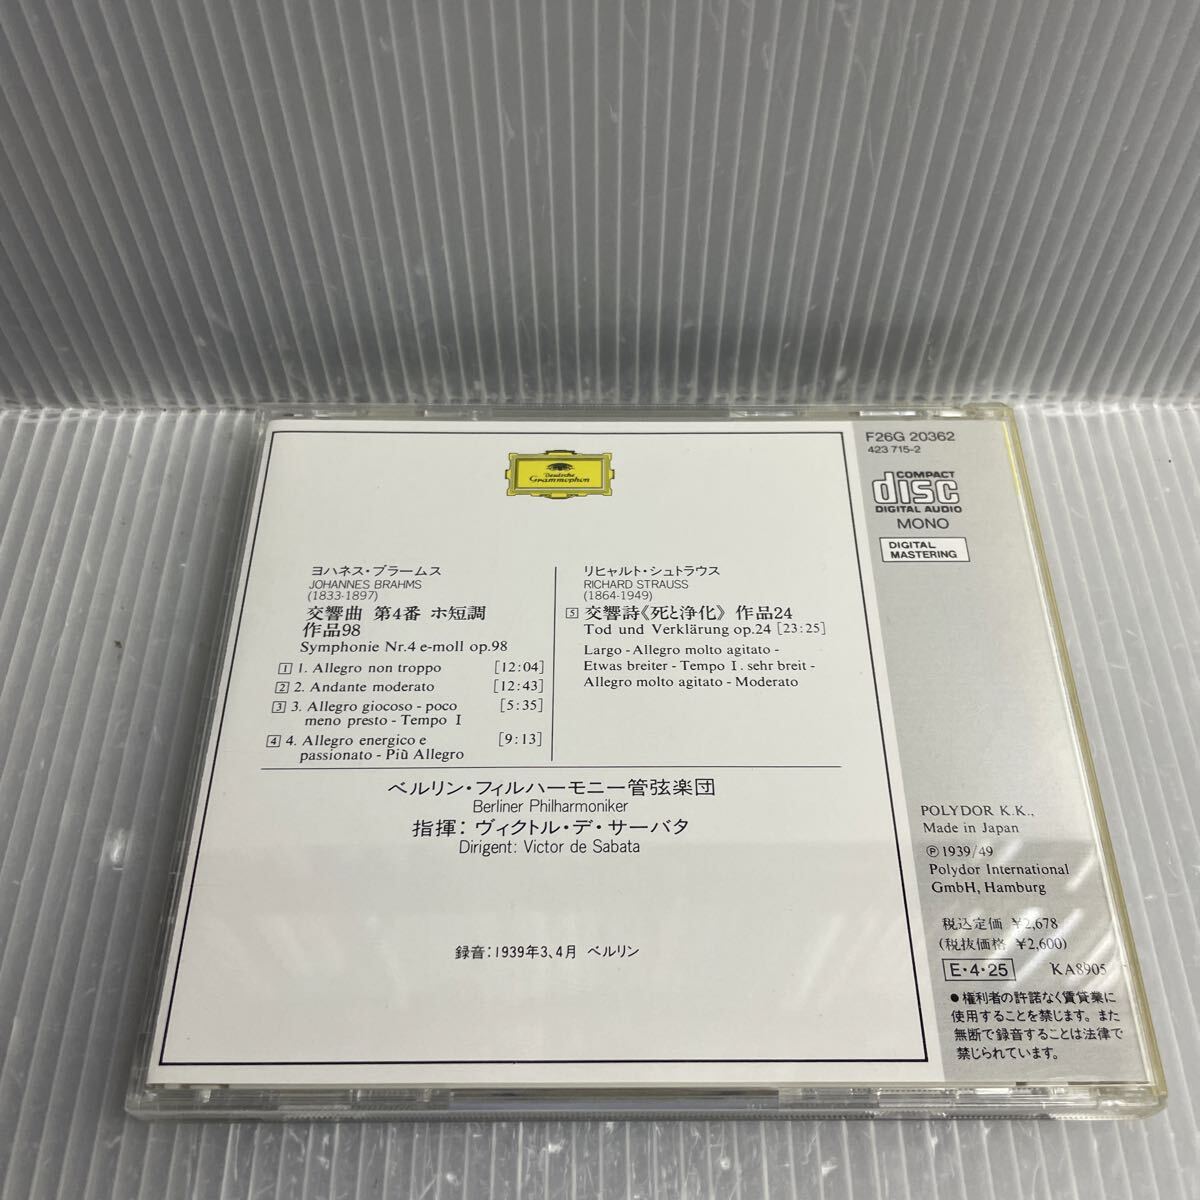 Deutsche
Grammophon
ヨハネス・ブラームス
JOHANNES BRAHMS
(1833-1897)
交響曲 第4番 ホ短調
作品98
Symphonie Nr.4 e-moll op.98
1 1. Allegro non troppo [12:04]
2 2. Andante moderato [12:43]
3 3. Allegro giocoso - poco [5:35]
meno presto - Tempo I
4 4. Allegro energico e [9:13]
passionato - Più Allegro
リヒャルト・シュトラウス
RICHARD STRAUSS
(1864-1949)
5 交響詩《死と浄化》 作品24
Tod und Verklärung op.24 [23:25]
Largo - Allegro molto agitato -
Etwas breiter - Tempo I. sehr breit -
Allegro molto agitato - Moderato
ベルリン・フィルハーモニー管弦楽団
Berliner Philharmoniker
指揮: ヴィクトル・デ・サーバタ
Dirigent: Victor de Sabata
録音:1939年3、4月 ベルリン
F26G 20362
423 715-2
COMPACT
disc
DIGITAL AUDIO
MONO
DIGITAL
MASTERING
POLYDOR K.K.,
Made in Japan
℗ 1939/49
Polydor International
GmbH, Hamburg
税込定価 ¥2,678
(税抜価格 ¥2,600)
E・4・25 KA8905
●権利者の許諾なく賃貸業に
使用することを禁じます。また
無断で録音することは法律で
禁じられています。